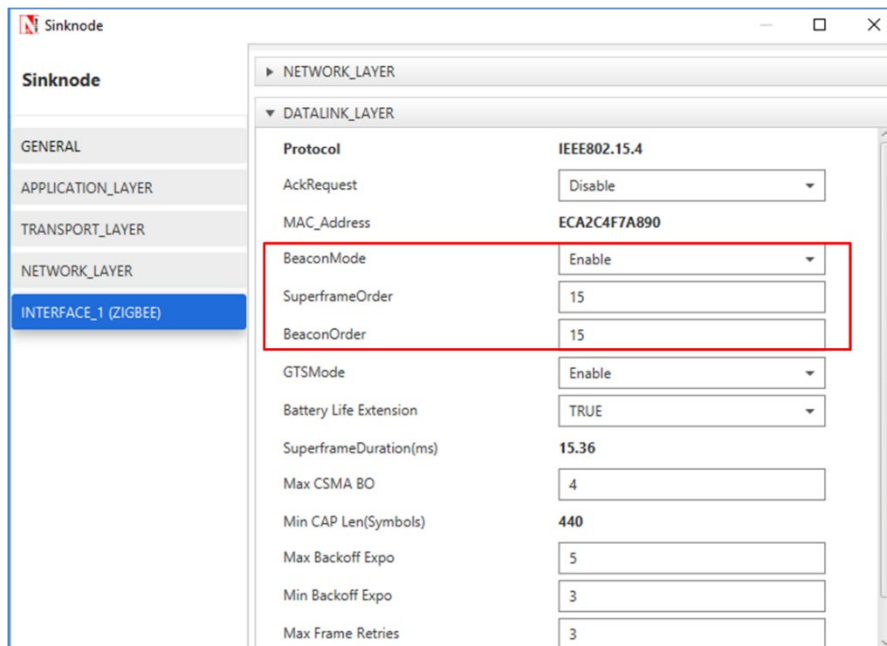 Sinknode
Sinknode
GENERAL
APPLICATION_LAYER
TRANSPORT_LAYER
NETWORK_LAYER
INTERFACE_1 (ZIGBEE)
NETWORK_LAYER
DATALINK_LAYER
Protocol IEEE802.15.4
AckRequest Disable
MAC_Address ECA2C4F7A890
BeaconMode Enable
SuperframeOrder 15
BeaconOrder 15
GTSMode Enable
Battery Life Extension TRUE
SuperframeDuration(ms) 15.36
Max CSMA BO 4
Min CAP Len(Symbols) 440
Max Backoff Expo 5
Min Backoff Expo 3
Max Frame Retries 3